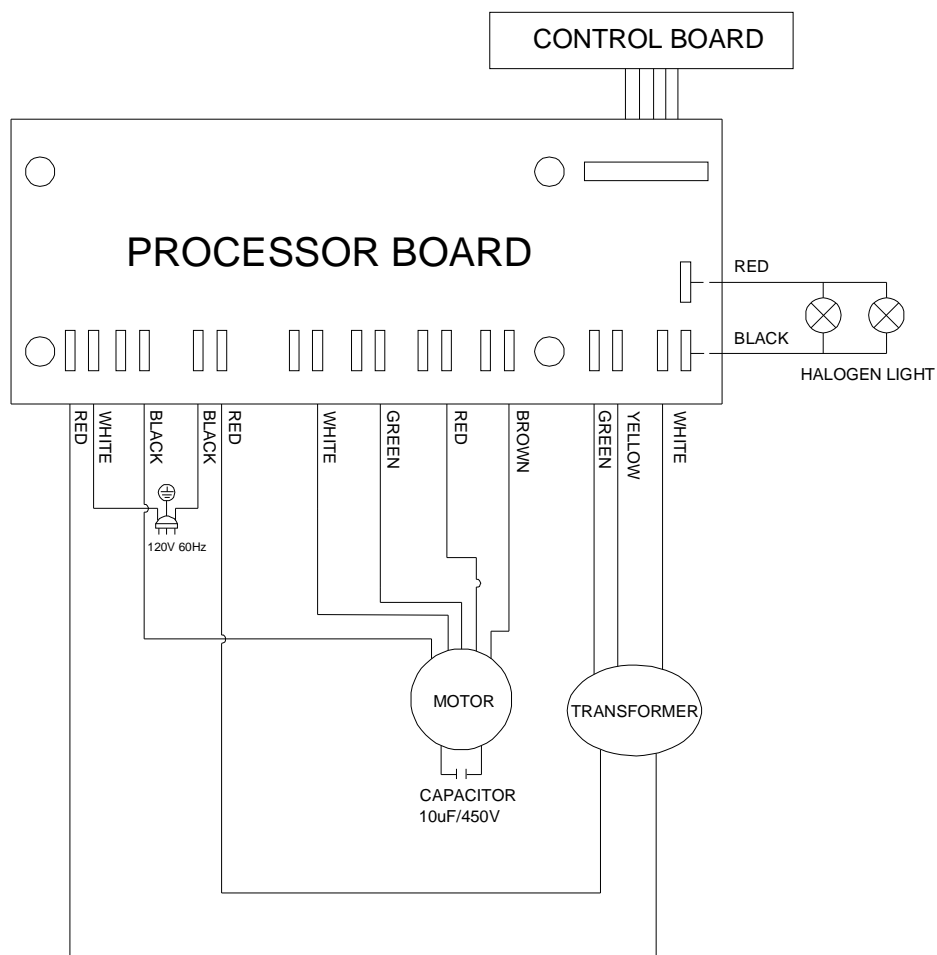 CONTROL BOARD
PROCESSOR BOARD
RED
BLACK
HALOGEN LIGHT
RED
WHITE
BLACK
BLACK
RED
WHITE
GREEN
RED
BROWN
GREEN
YELLOW
WHITE
120V 60Hz
MOTOR
TRANSFORMER
CAPACITOR
10uF/450V